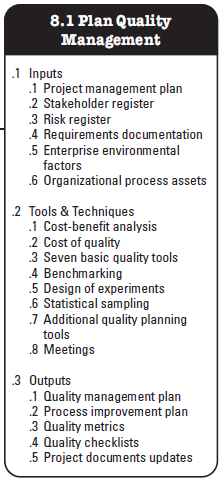 8.1 Plan Quality
Management
.1 Inputs
.1 Project management plan
.2 Stakeholder register
.3 Risk register
.4 Requirements documentation
.5 Enterprise environmental
factors
.6 Organizational process assets
.2 Tools & Techniques
.1 Cost-benefit analysis
.2 Cost of quality
.3 Seven basic quality tools
.4 Benchmarking
.5 Design of experiments
.6 Statistical sampling
.7 Additional quality planning
tools
.8 Meetings
.3 Outputs
.1 Quality management plan
.2 Process improvement plan
.3 Quality metrics
.4 Quality checklists
.5 Project documents updates